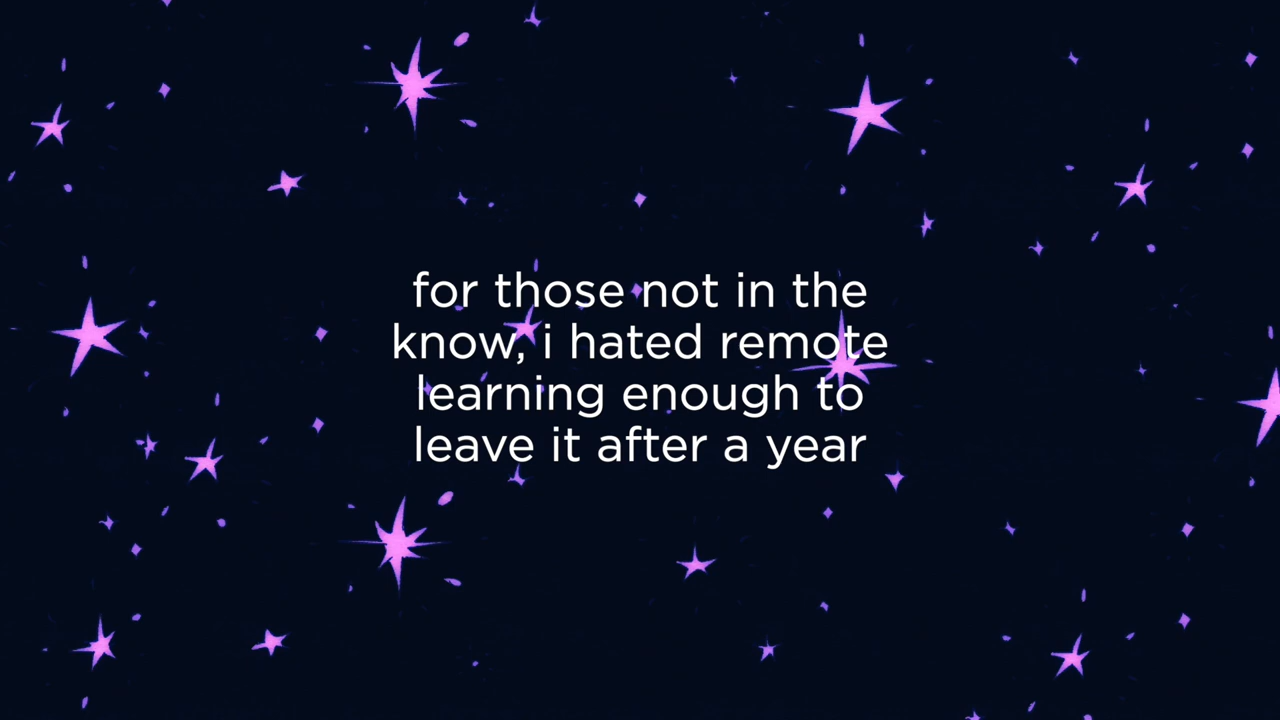 for those not in the
know, i hated remote
learning enough to
leave it after a year